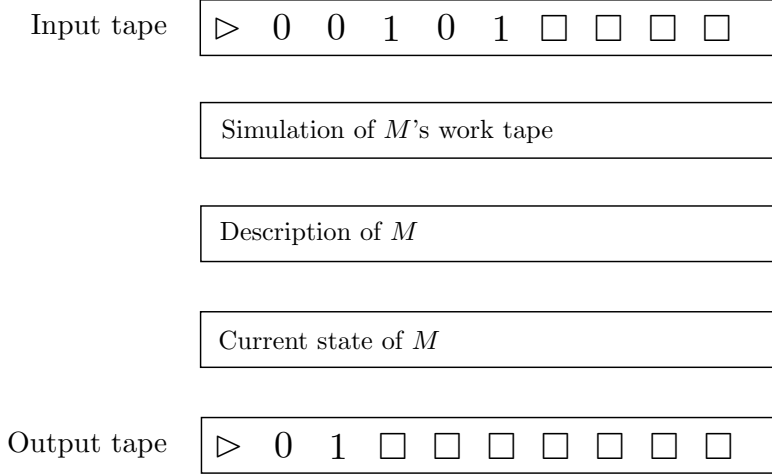 Input tape ▷ 0 0 1 0 1 □ □ □ □
Simulation of M's work tape
Description of M
Current state of M
Output tape ▷ 0 1 □ □ □ □ □ □ □